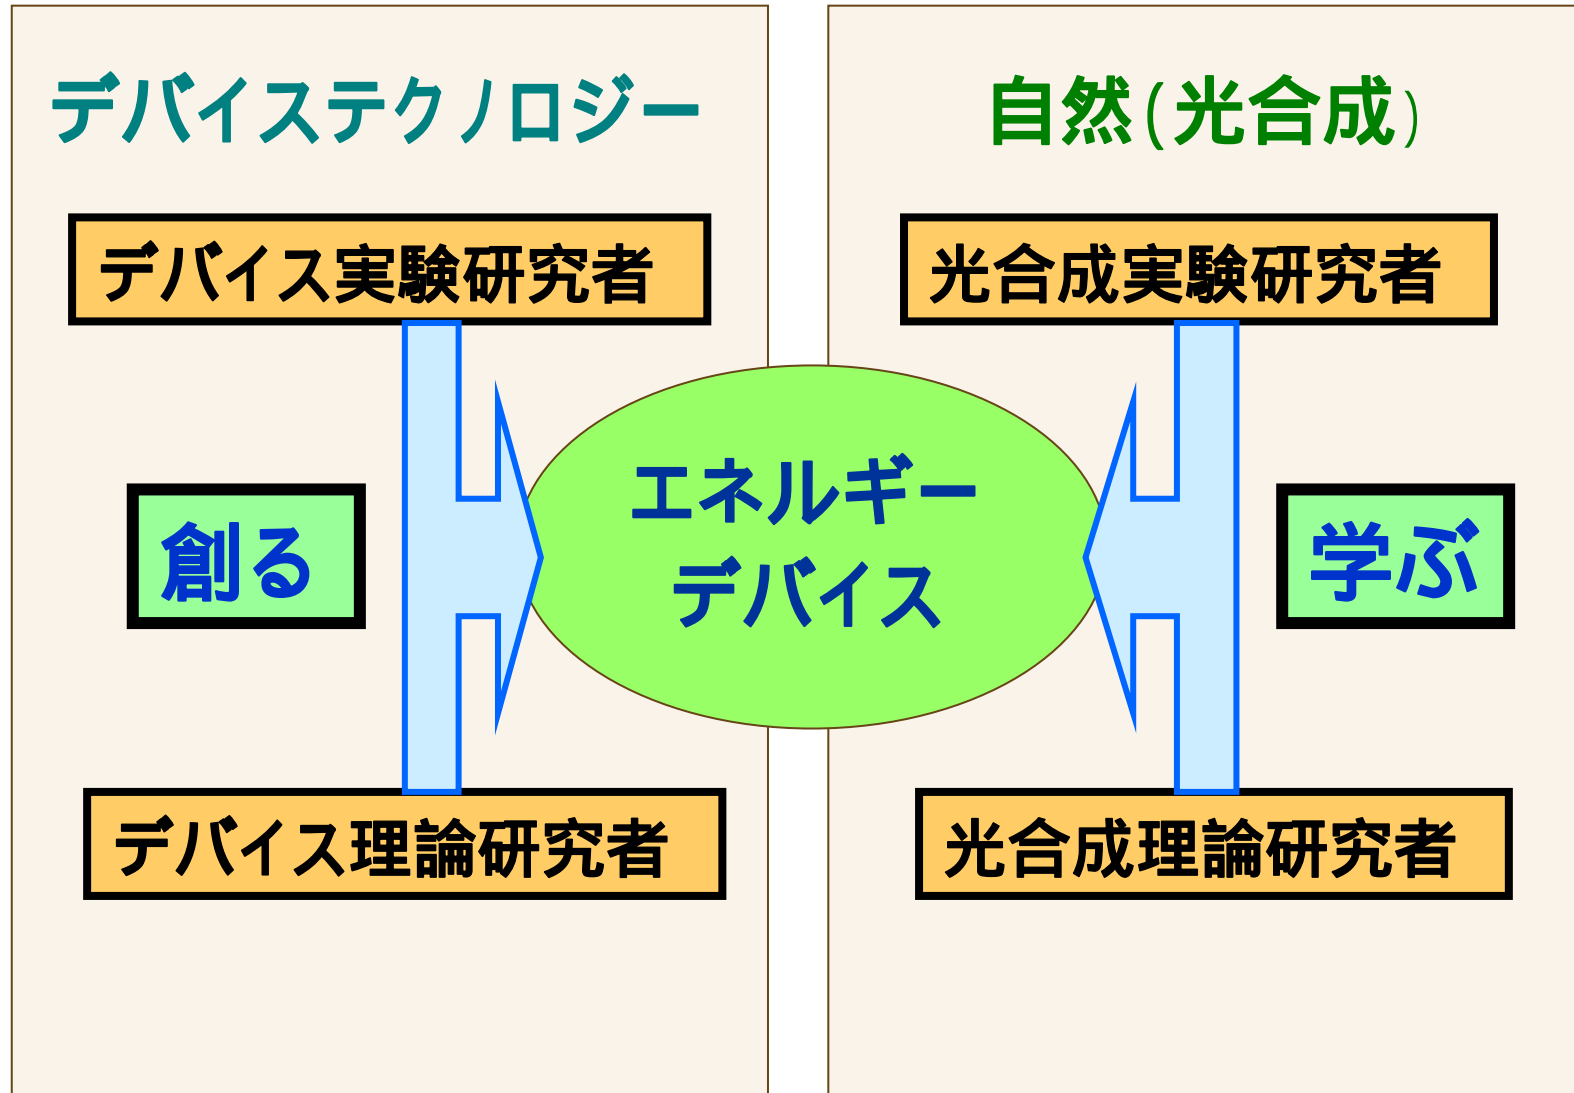 デバイステクノロジー
自然(光合成)
デバイス実験研究者
光合成実験研究者
エネルギー
デバイス
創る
学ぶ
デバイス理論研究者
光合成理論研究者